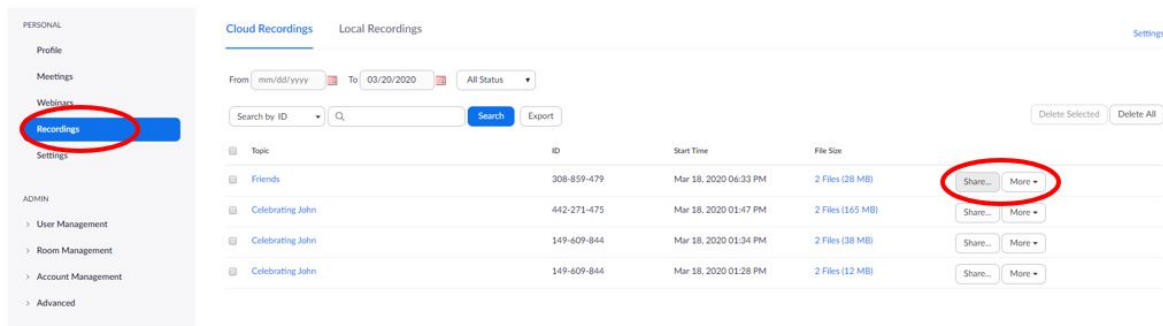 PERSONAL
Profile
Meetings
Webinars
Recordings
Settings
ADMIN
> User Management
> Room Management
> Account Management
> Advanced
Cloud Recordings Local Recordings
Settings
From mm/dd/yyyy To 03/20/2020 All Status
Search by ID Search Export Delete Selected Delete All
Topic ID Start Time File Size
Friends 308-859-479 Mar 18, 2020 06:33 PM 2 Files (28 MB) Share... More
Celebrating John 442-271-475 Mar 18, 2020 01:47 PM 2 Files (165 MB) Share... More
Celebrating John 149-609-844 Mar 18, 2020 01:34 PM 2 Files (38 MB) Share... More
Celebrating John 149-609-844 Mar 18, 2020 01:28 PM 2 Files (12 MB) Share... More